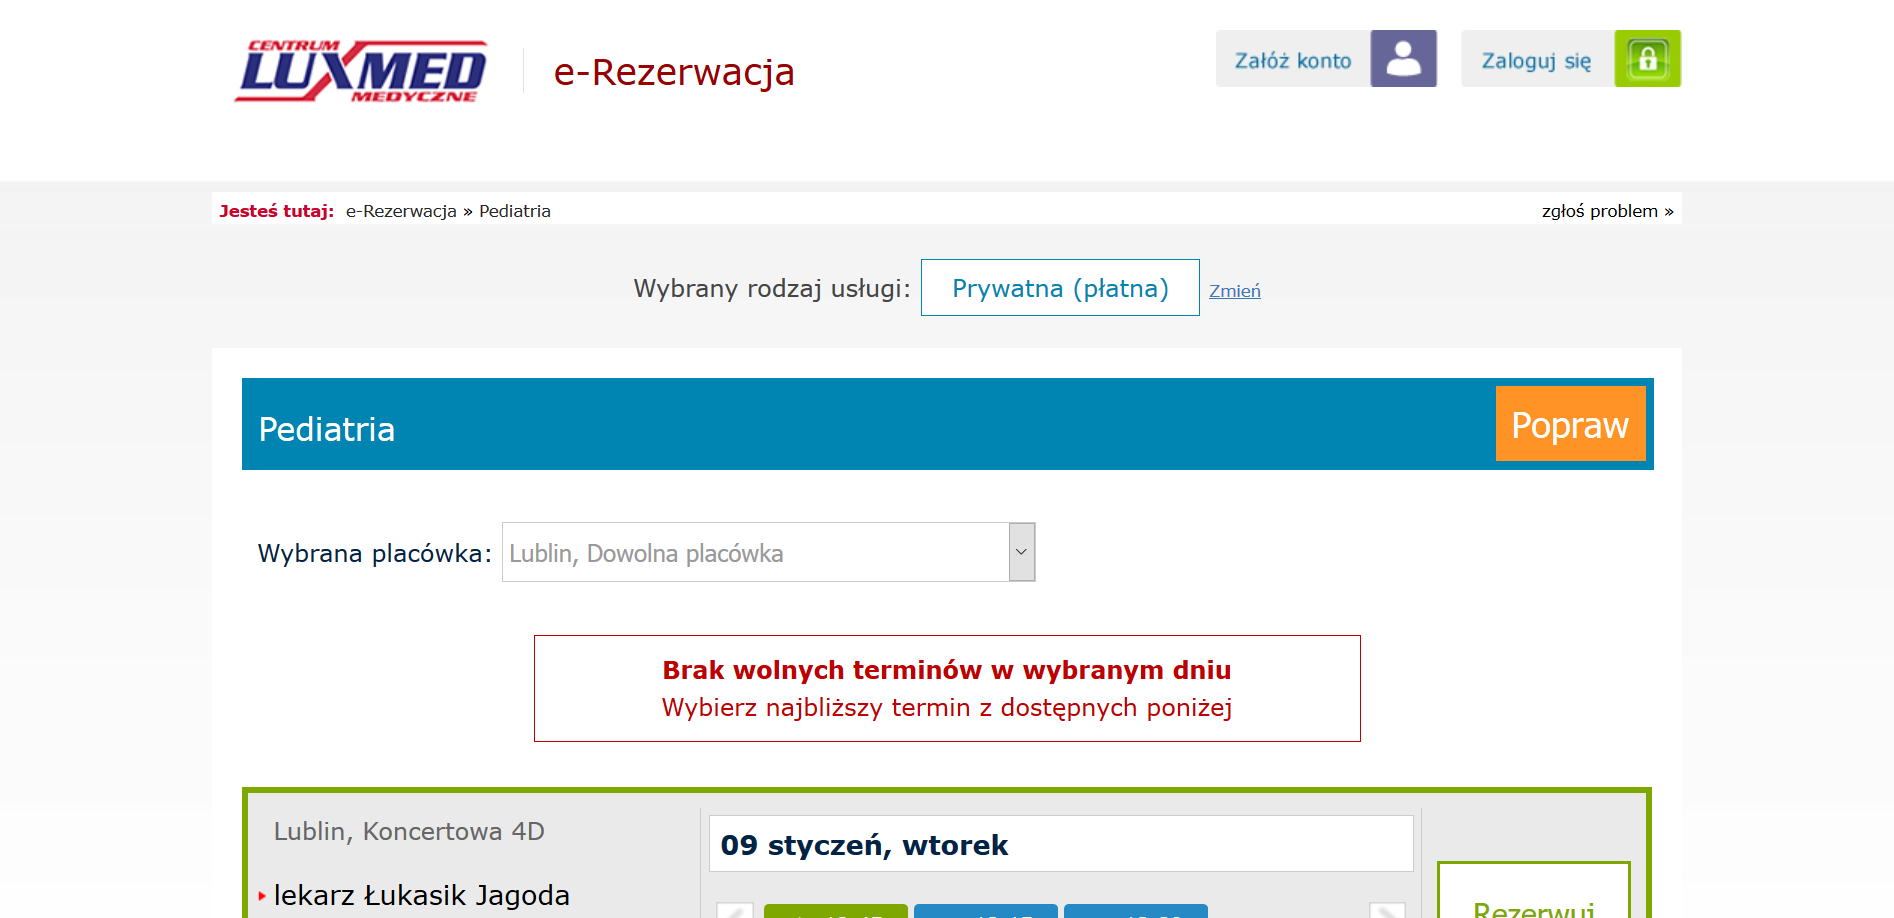 CENTRUM
LUXMED
MEDYCZNE
e-Rezerwacja
Załóż konto
Zaloguj się
Jesteś tutaj: e-Rezerwacja » Pediatria
zgłoś problem »
Wybrany rodzaj usługi: Prywatna (płatna) Zmień
Pediatria
Popraw
Wybrana placówka: Lublin, Dowolna placówka
Brak wolnych terminów w wybranym dniu
Wybierz najbliższy termin z dostępnych poniżej
Lublin, Koncertowa 4D
09 styczeń, wtorek
lekarz Łukasik Jagoda
Rezerwuj